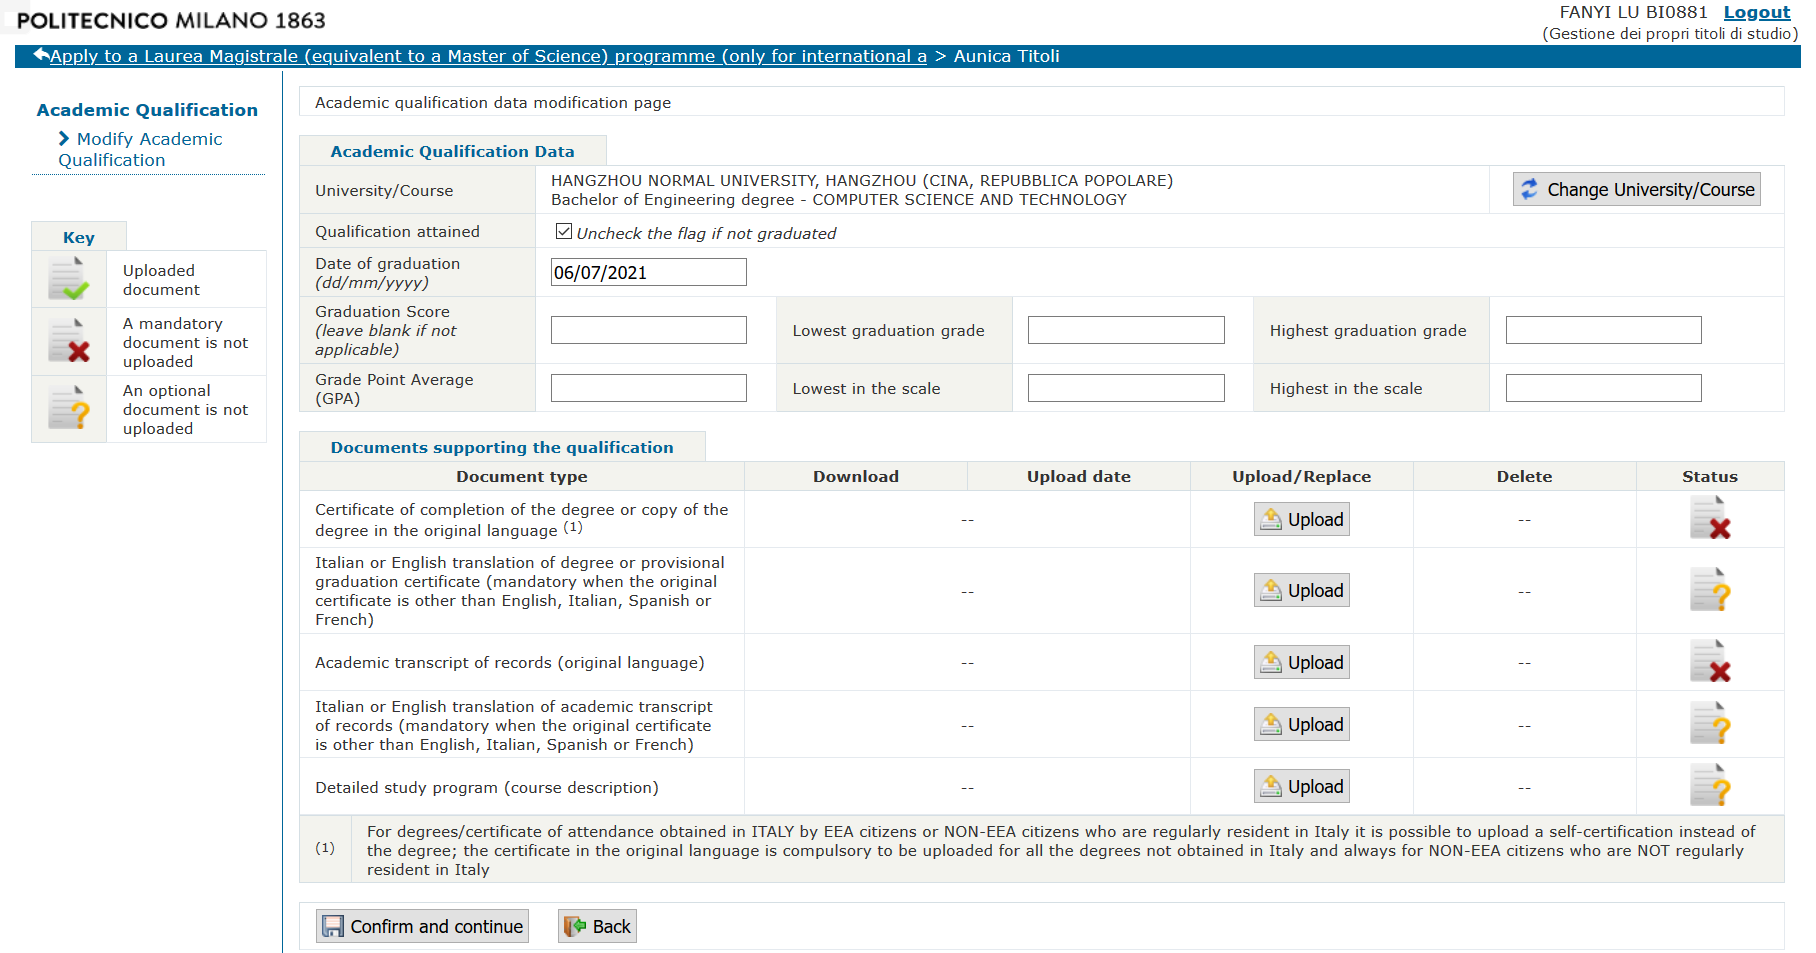 POLITECNICO MILANO 1863
FANYI LU BI0881 Logout
(Gestione dei propri titoli di studio)
Apply to a Laurea Magistrale (equivalent to a Master of Science) programme (only for international a > Aunica Titoli
Academic Qualification
Modify Academic
Qualification
Key
Uploaded
document
A mandatory
document is not
uploaded
An optional
document is not
uploaded
Academic qualification data modification page
Academic Qualification Data
University/Course
HANGZHOU NORMAL UNIVERSITY, HANGZHOU (CINA, REPUBBLICA POPOLARE)
Bachelor of Engineering degree - COMPUTER SCIENCE AND TECHNOLOGY
Change University/Course
Qualification attained
Uncheck the flag if not graduated
Date of graduation
(dd/mm/yyyy)
06/07/2021
Graduation Score
(leave blank if not
applicable)
Lowest graduation grade
Highest graduation grade
Grade Point Average
(GPA)
Lowest in the scale
Highest in the scale
Documents supporting the qualification
Document type Download Upload date Upload/Replace Delete Status
Certificate of completion of the degree or copy of the
degree in the original language (1)
-- Upload --
Italian or English translation of degree or provisional
graduation certificate (mandatory when the original
certificate is other than English, Italian, Spanish or
French)
-- Upload --
Academic transcript of records (original language)
-- Upload --
Italian or English translation of academic transcript
of records (mandatory when the original certificate
is other than English, Italian, Spanish or French)
-- Upload --
Detailed study program (course description)
-- Upload --
(1)
For degrees/certificate of attendance obtained in ITALY by EEA citizens or NON-EEA citizens who are regularly resident in Italy it is possible to upload a self-certification instead of
the degree; the certificate in the original language is compulsory to be uploaded for all the degrees not obtained in Italy and always for NON-EEA citizens who are NOT regularly
resident in Italy
Confirm and continue Back